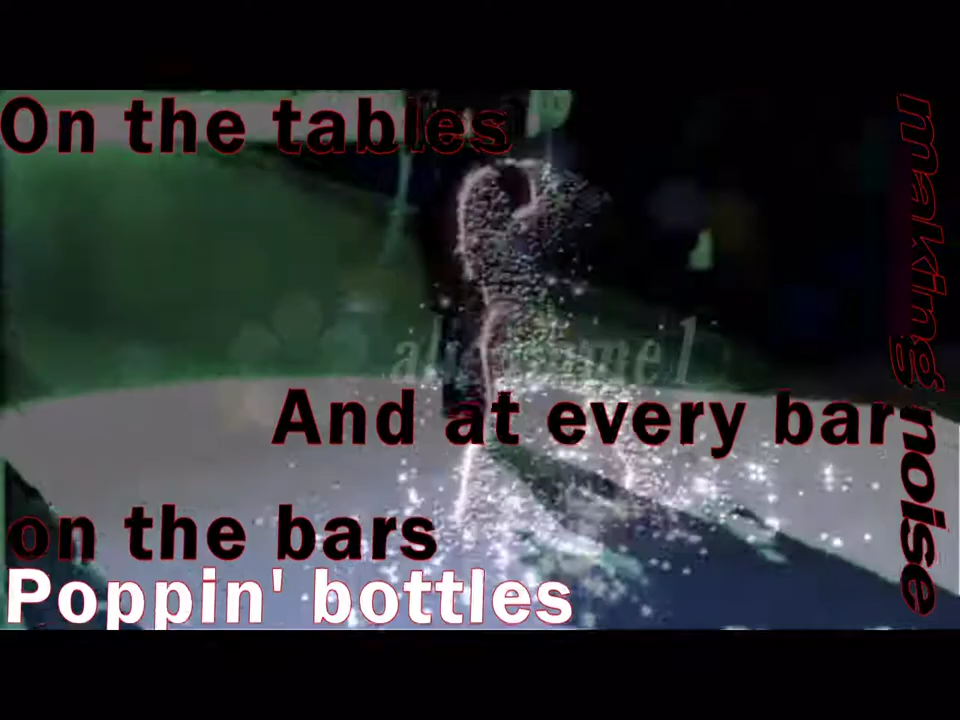 On the tables
making noise
And at every bar
on the bars
Poppin' bottles